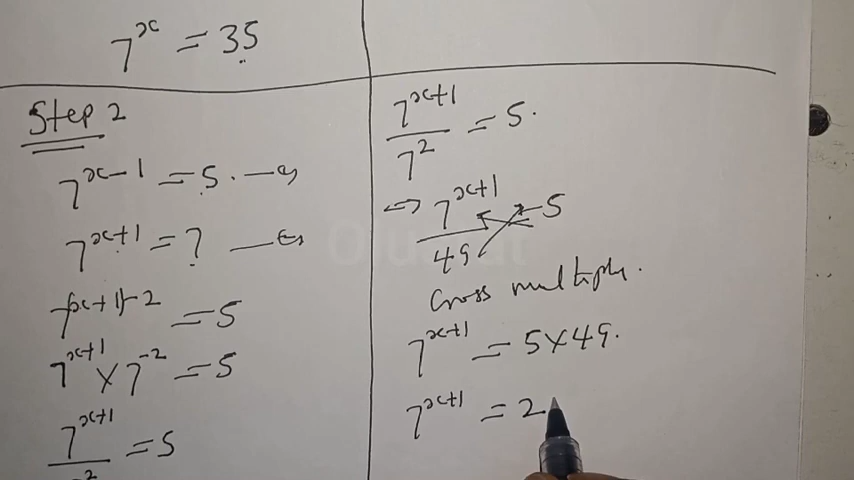 7^x = 35
Step 2
7^{x-1} = 5.
7^{x+1} = ?
7^{(x+1)-2} = 5
7^{x+1} × 7^{-2} = 5
7^{x+1}/7^2 = 5
7^{x+1}/7^2 = 5.
⇒ 7^{x+1}/49 = 5
Cross multiply.
7^{x+1} = 5×49.
7^{x+1} = 2